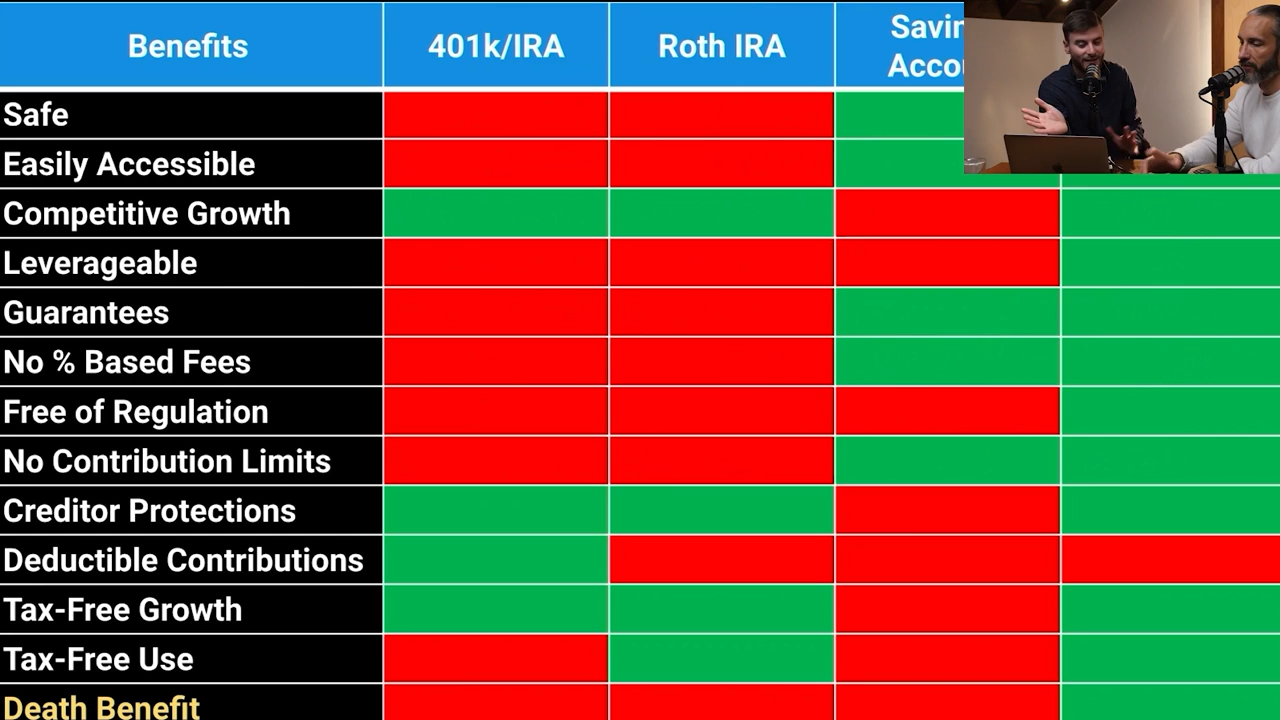 Benefits
401k/IRA
Roth IRA
Safe
Easily Accessible
Competitive Growth
Leverageable
Guarantees
No % Based Fees
Free of Regulation
No Contribution Limits
Creditor Protections
Deductible Contributions
Tax-Free Growth
Tax-Free Use
Death Benefit